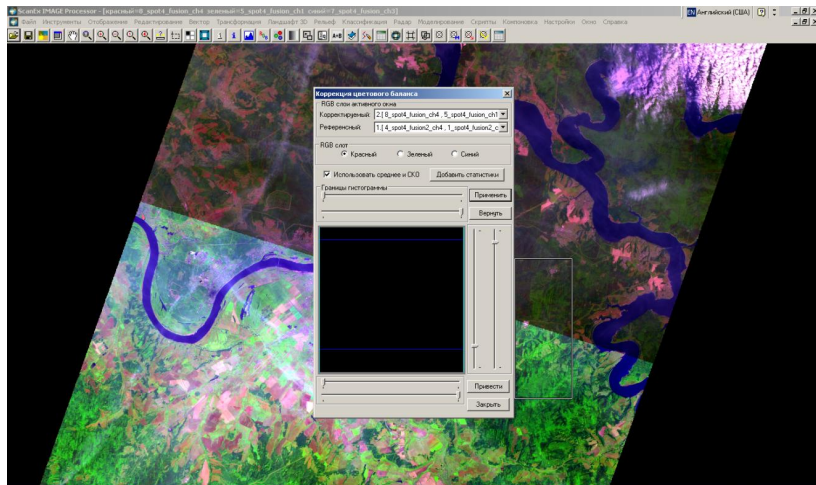 ScanEx IMAGE Processor - [красный=8_spot4_fusion_ch4 зеленый=5_spot4_fusion_ch1 синий=7_spot4_fusion_ch3]
EN Английский (США)
Файл Инструменты Отображение Редактирование Вектор Трансформация Ландшафт 3D Рельеф Классификация Радар Моделирование Скрипты Компоновка Настройки Окно Справка
Коррекция цветового баланса
RGB слои активного окна
Корректируемый: 2.[ 8_spot4_fusion_ch4 , 5_spot4_fusion_ch1
Референсный: 1.[ 4_spot4_fusion2_ch4 , 1_spot4_fusion2_c
RGB слот
Красный Зеленый Синий
Использовать среднее и СКО Добавить статистики
Границы гистограммы
Применить
Вернуть
Привести
Закрыть